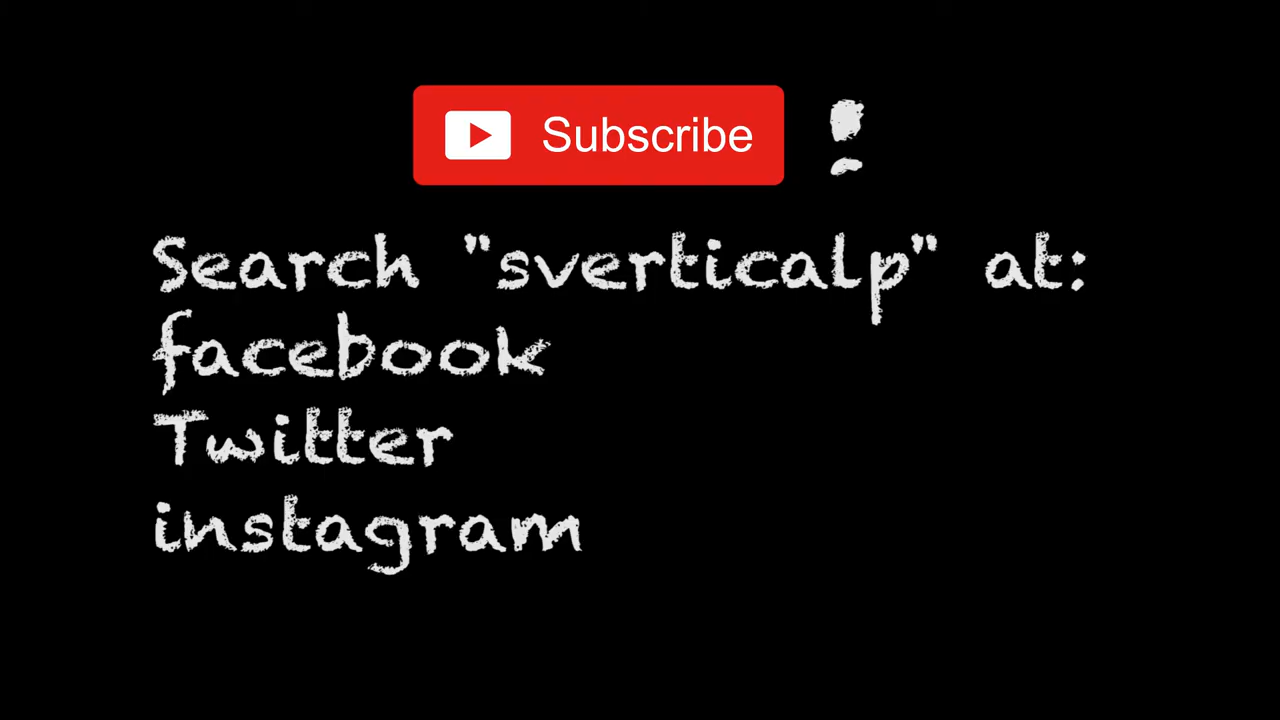 Subscribe !
Search "sverticalp" at:
facebook
Twitter
instagram